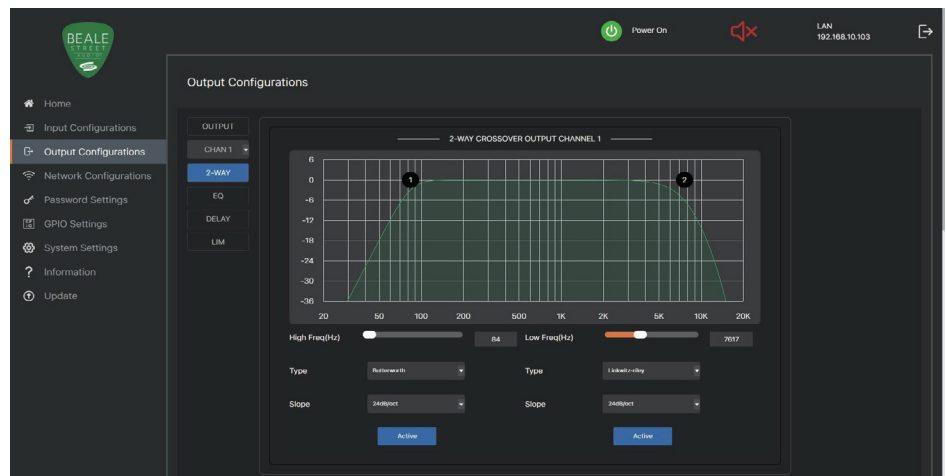 BEALE
STREET
AUDIO
Power On
LAN
192.168.10.103
Output Configurations
Home
Input Configurations
Output Configurations
Network Configurations
Password Settings
GPIO Settings
System Settings
Information
Update
OUTPUT
CHAN 1
2-WAY
EQ
DELAY
LIM
2-WAY CROSSOVER OUTPUT CHANNEL 1
6
0
-6
-12
-18
-24
-30
-36
1
2
20 50 100 200 500 1K 2K 5K 10K 20K
High Freq(Hz) 84 Low Freq(Hz) 7617
Type Butterworth Type Linkwitz-riley
Slope 24dB/oct Slope 24dB/oct
Active Active